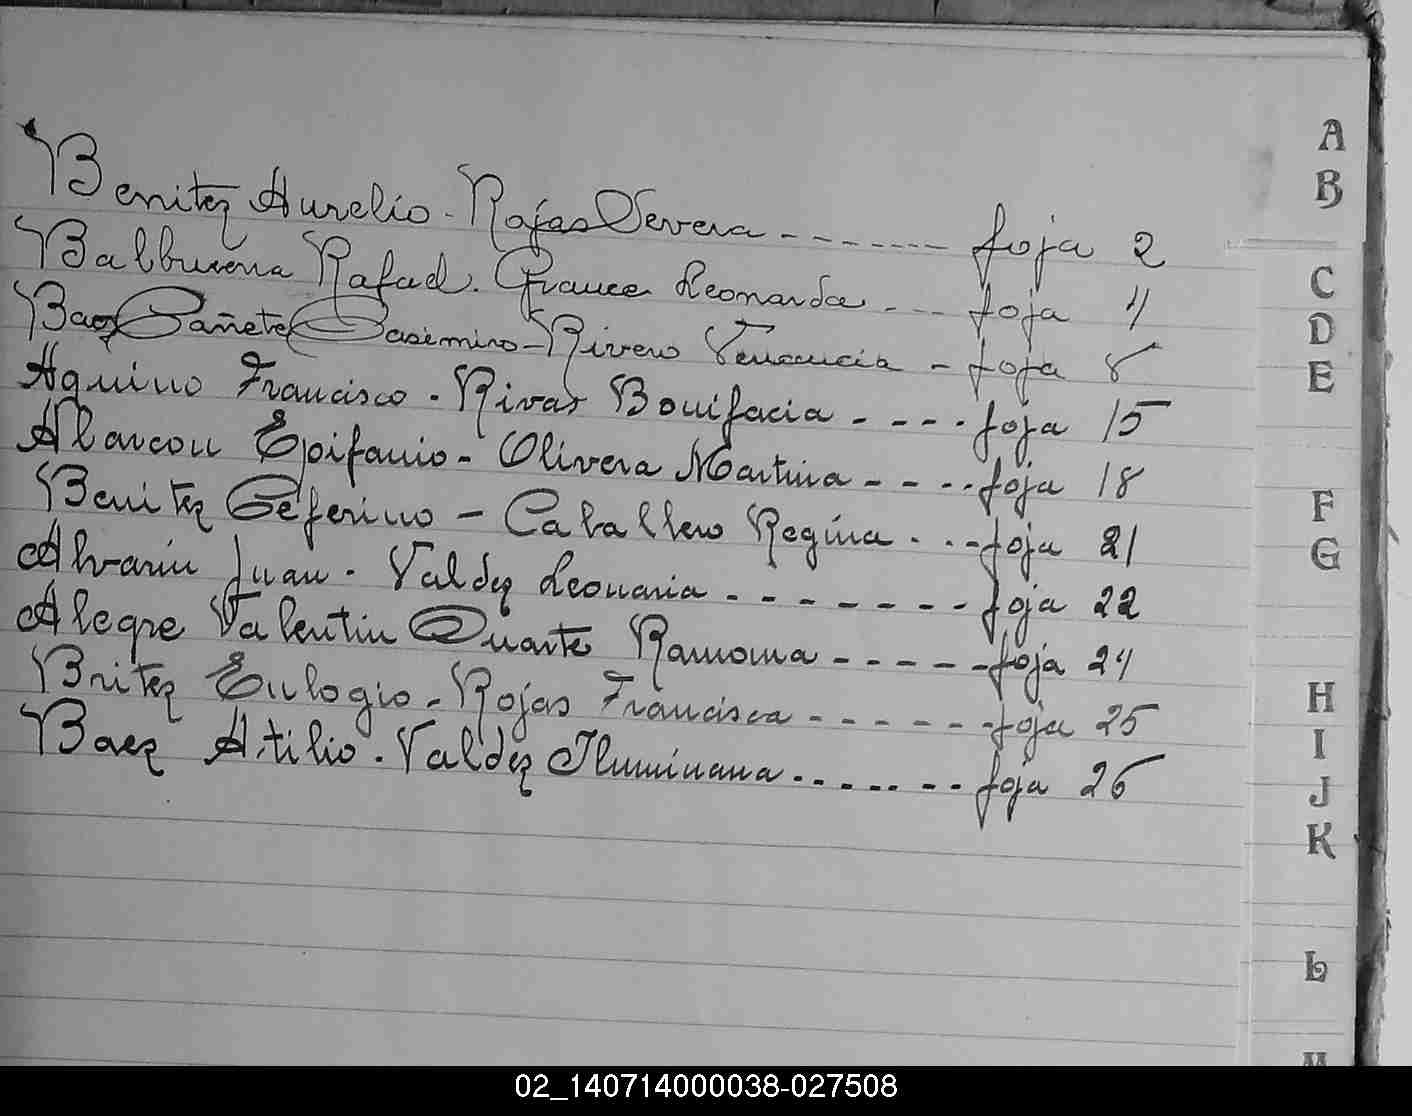 Benitez Aurelio - Rojas Severa - - - - - - - foja 2
Balbuena Rafael. Leonarda - - - foja 4
Baez Cañete Casimiro - Rivero Venancia - foja 8
Aquino Francisco - Rivas Bonifacia - - - - foja 15
Alarcon Epifanio - Olivera Martina - - - - foja 18
Benitez Ceferino - Caballero Regina - - - foja 21
Juan - Valdez Leonaria - - - - - - - foja 22
Alegre Valentin Duarte Ramona - - - - - foja 24
Britez Eulogio - Rojas Francisca - - - - - - foja 25
Baez Atilio - Valdez Iluminana - - - - - - - foja 26
A
B
C
D
E
F
G
H
I
J
K
L
M
02_140714000038-027508